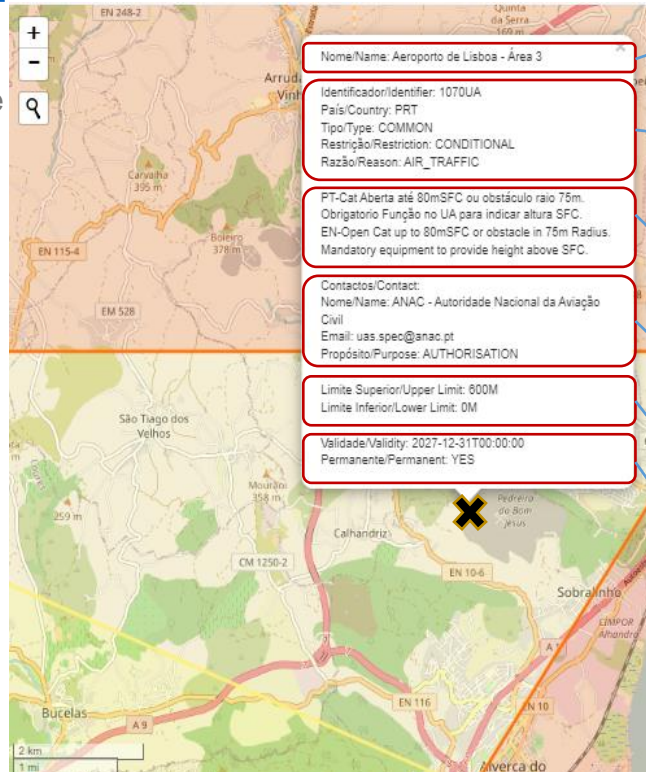 EN 248-2
Quinta
da Serra
169 m
+
−
Nome/Name: Aeroporto de Lisboa - Área 3
×
e
Identificador/Identifier: 1070UA
País/Country: PRT
Tipo/Type: COMMON
Restrição/Restriction: CONDITIONAL
Razão/Reason: AIR_TRAFFIC
Carvalha
395 m
PT-Cat Aberta até 80mSFC ou obstáculo raio 75m.
Obrigatorio Função no UA para indicar altura SFC.
EN-Open Cat up to 80mSFC or obstacle in 75m Radius.
Mandatory equipment to provide height above SFC.
Boleiro
378 m
EN 115-4
Contactos/Contact:
Nome/Name: ANAC - Autoridade Nacional da Aviação
Civil
Email: uas.spec@anac.pt
Propósito/Purpose: AUTHORISATION
EM 528
Limite Superior/Upper Limit: 600M
Limite Inferior/Lower Limit: 0M
São Tiago dos
Velhos
Validade/Validity: 2027-12-31T00:00:00
Permanente/Permanent: YES
Mourão
358 m
259 m
Pedreira
do Bom
Jesus
Calhandriz
CM 1250-2
EN 10-6
Sobralinho
CIMPOR
Alhandra
A 1
EN 116
EN 10
Bucelas
A 9
2 km
1 mi
Alverca do